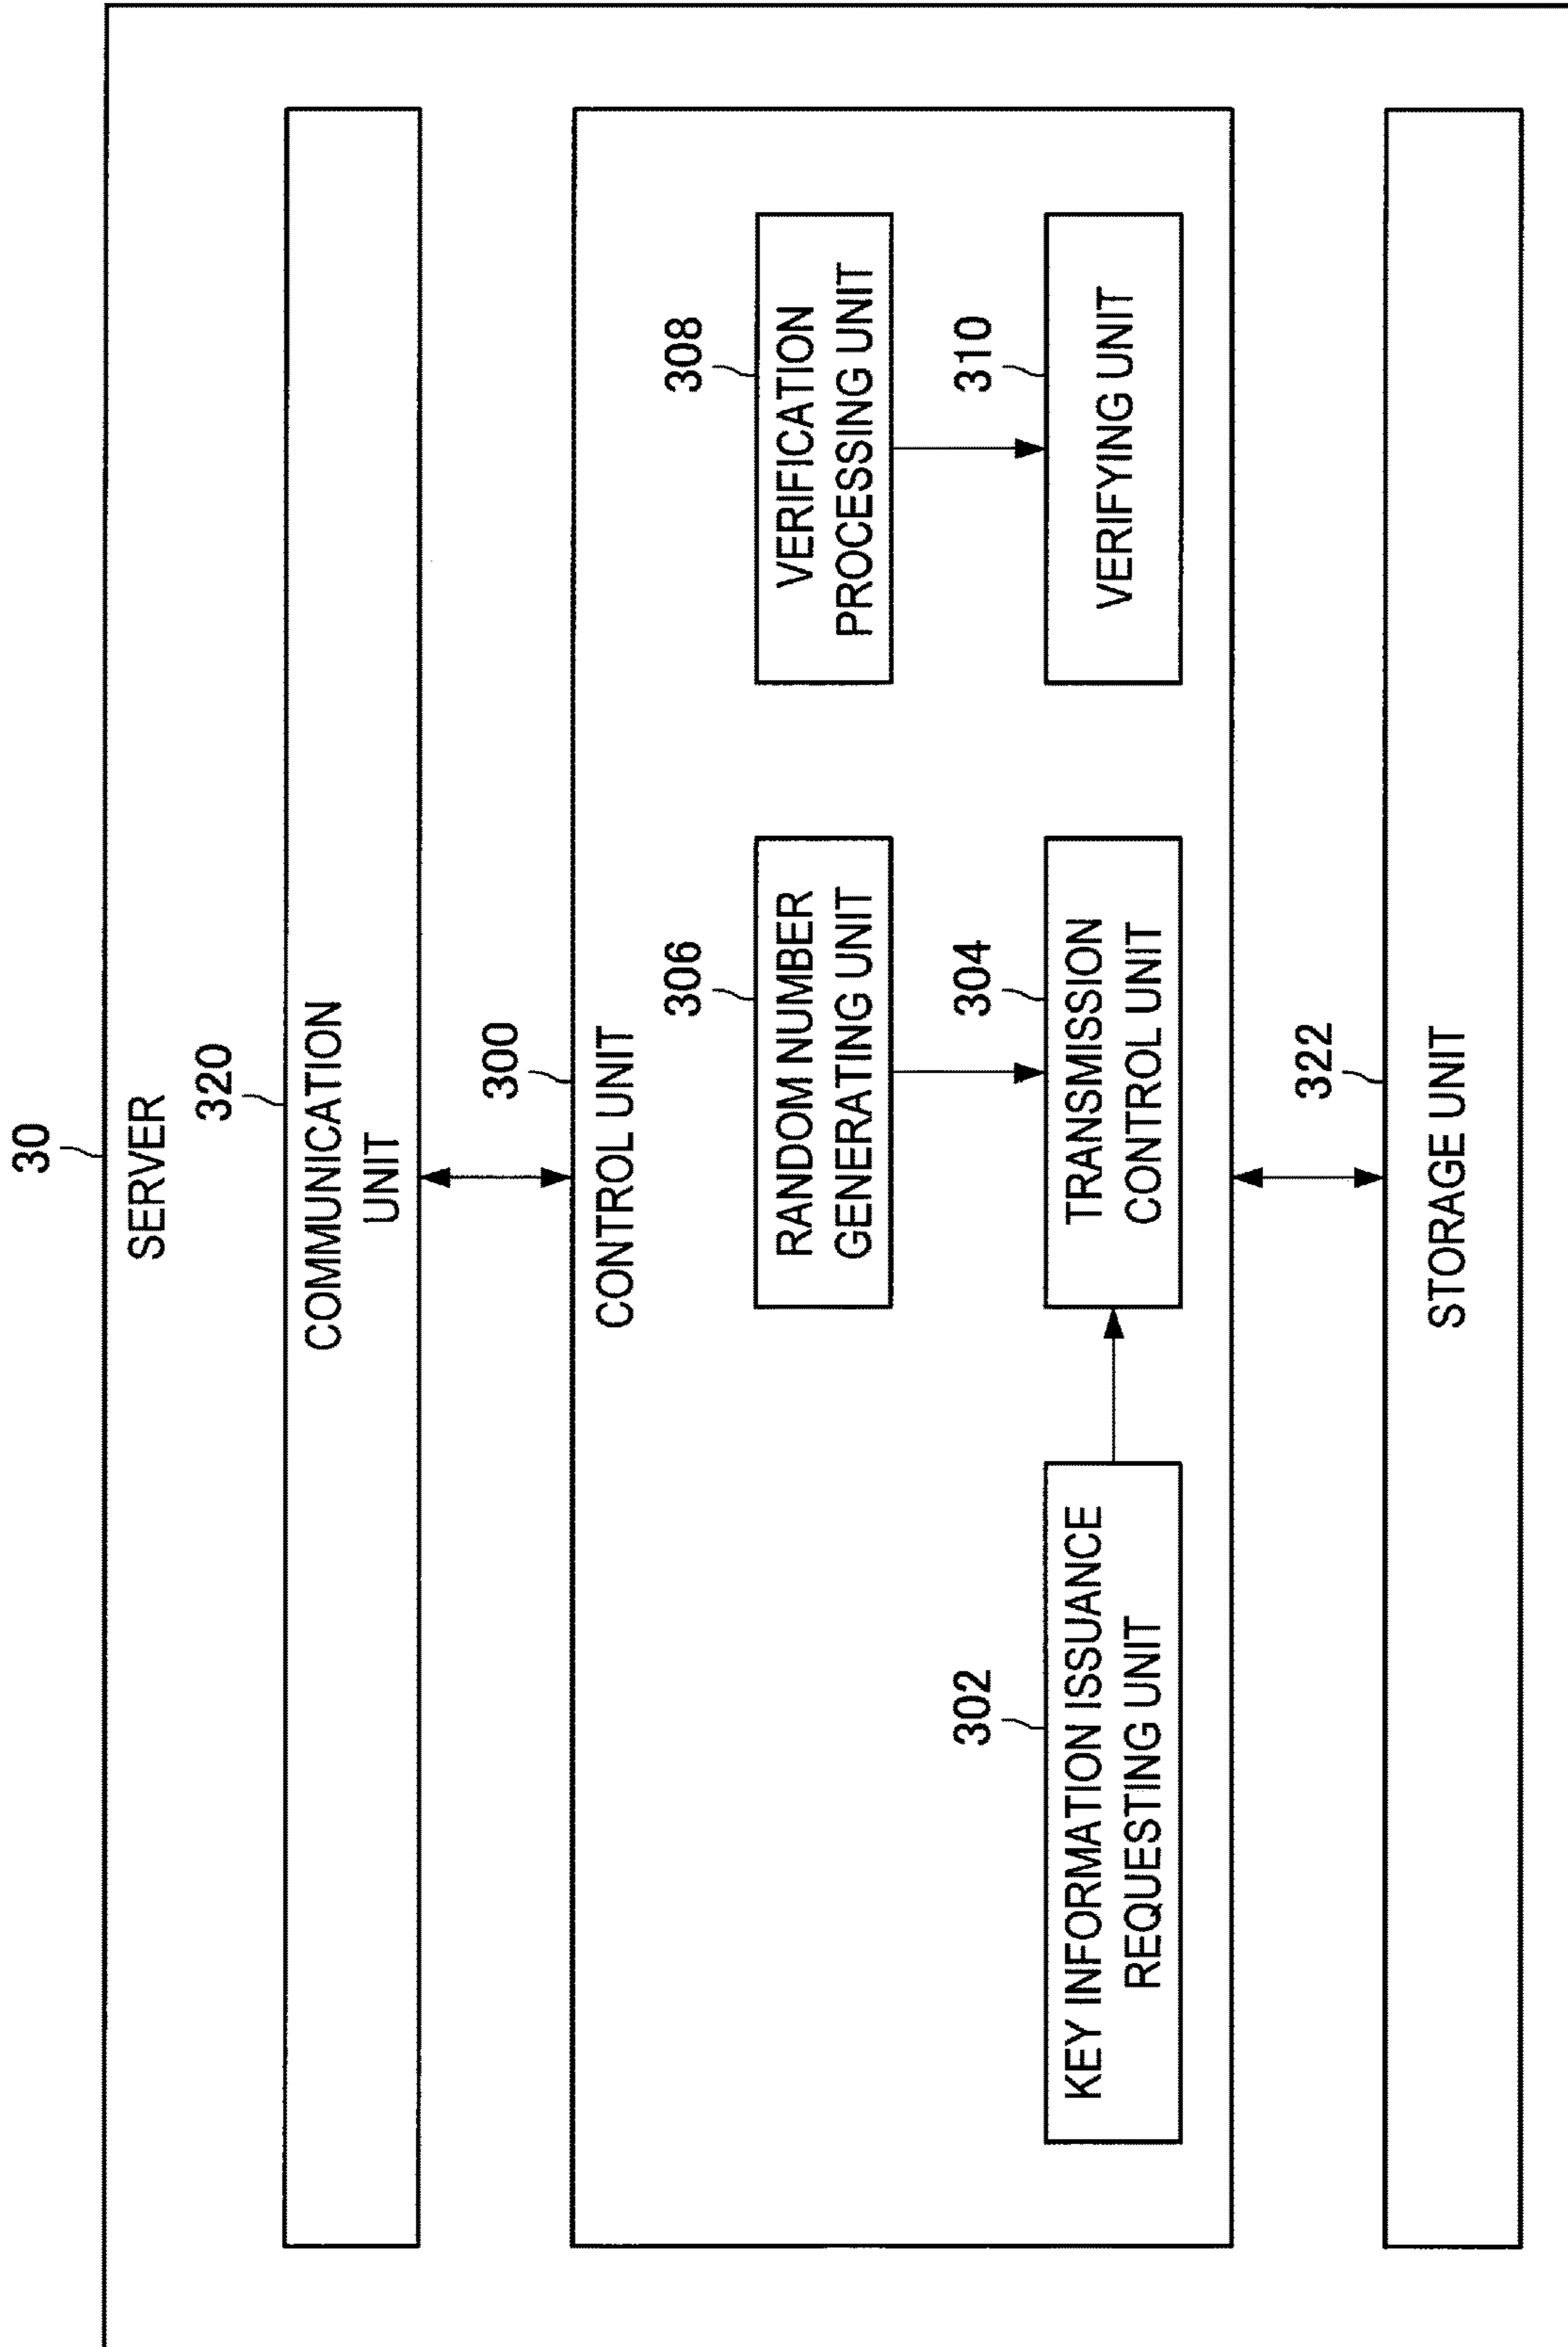 30
SERVER
320
COMMUNICATION
UNIT
300
CONTROL UNIT
306
RANDOM NUMBER
GENERATING UNIT
308
VERIFICATION
PROCESSING UNIT
302
KEY INFORMATION ISSUANCE
REQUESTING UNIT
304
TRANSMISSION
CONTROL UNIT
310
VERIFYING UNIT
322
STORAGE UNIT